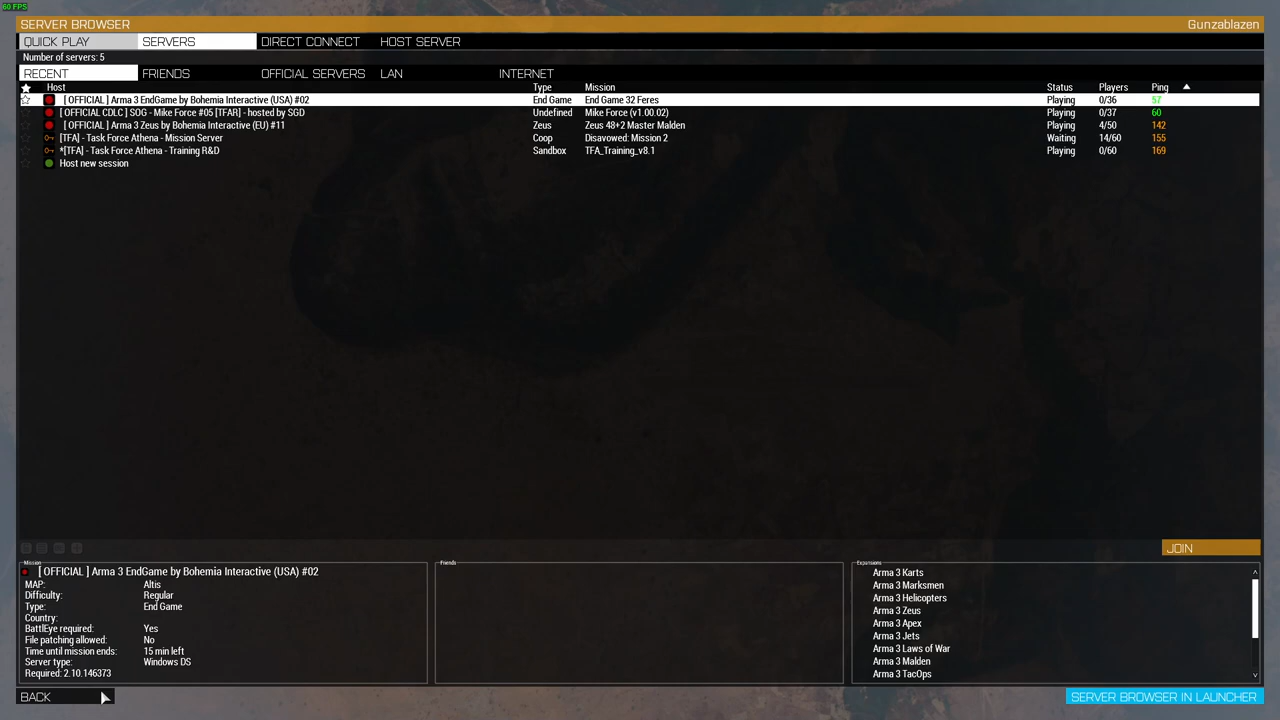 60 FPS
SERVER BROWSER Gunzablazen
QUICK PLAY SERVERS DIRECT CONNECT HOST SERVER
Number of servers: 5
RECENT FRIENDS OFFICIAL SERVERS LAN INTERNET
Host Type Mission Status Players Ping
[ OFFICIAL ] Arma 3 EndGame by Bohemia Interactive (USA) #02 End Game End Game 32 Feres Playing 0/36 57
[ OFFICIAL CDLC ] SOG - Mike Force #05 [TFAR] - hosted by SGD Undefined Mike Force (v1.00.02) Playing 0/37 60
[ OFFICIAL ] Arma 3 Zeus by Bohemia Interactive (EU) #11 Zeus Zeus 48+2 Master Malden Playing 4/50 142
[TFA] - Task Force Athena - Mission Server Coop Disavowed: Mission 2 Waiting 14/60 155
*[TFA] - Task Force Athena - Training R&D Sandbox TFA_Training_v8.1 Playing 0/60 169
Host new session
JOIN
Mission
[ OFFICIAL ] Arma 3 EndGame by Bohemia Interactive (USA) #02
MAP: Altis
Difficulty: Regular
Type: End Game
Country:
BattlEye required: Yes
File patching allowed: No
Time until mission ends: 15 min left
Server type: Windows DS
Required: 2.10.146373
Friends
Expansions
Arma 3 Karts
Arma 3 Marksmen
Arma 3 Helicopters
Arma 3 Zeus
Arma 3 Apex
Arma 3 Jets
Arma 3 Laws of War
Arma 3 Malden
Arma 3 TacOps
BACK SERVER BROWSER IN LAUNCHER